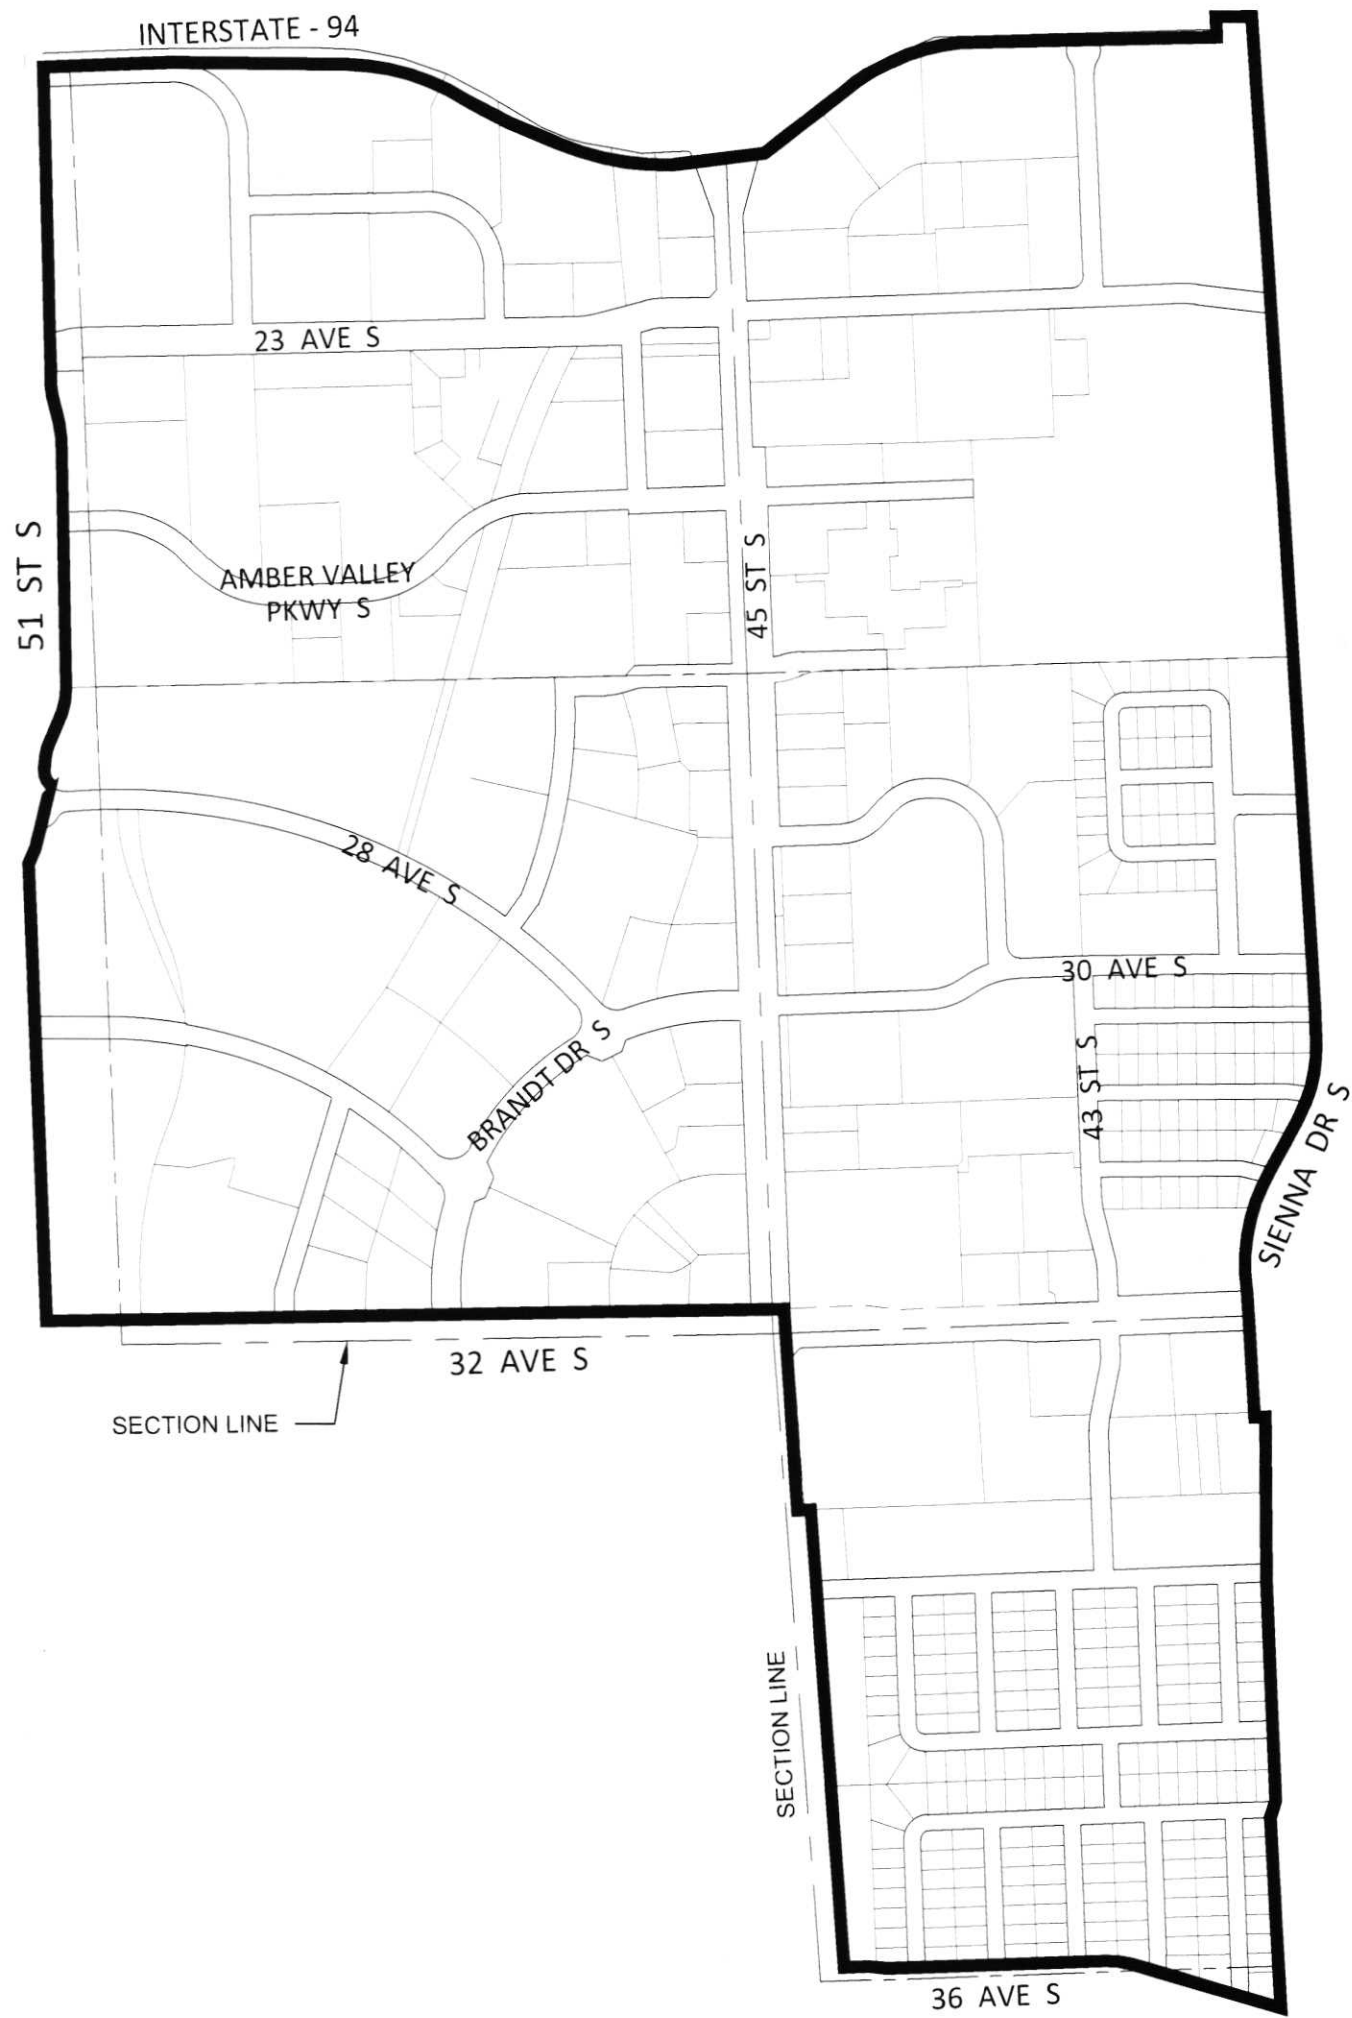 INTERSTATE - 94
23 AVE S
51 ST S
AMBER VALLEY
PKWY S
45 ST S
28 AVE S
30 AVE S
BRANDT DR S
43 ST S
SIENNA DR S
32 AVE S
SECTION LINE
SECTION LINE
36 AVE S